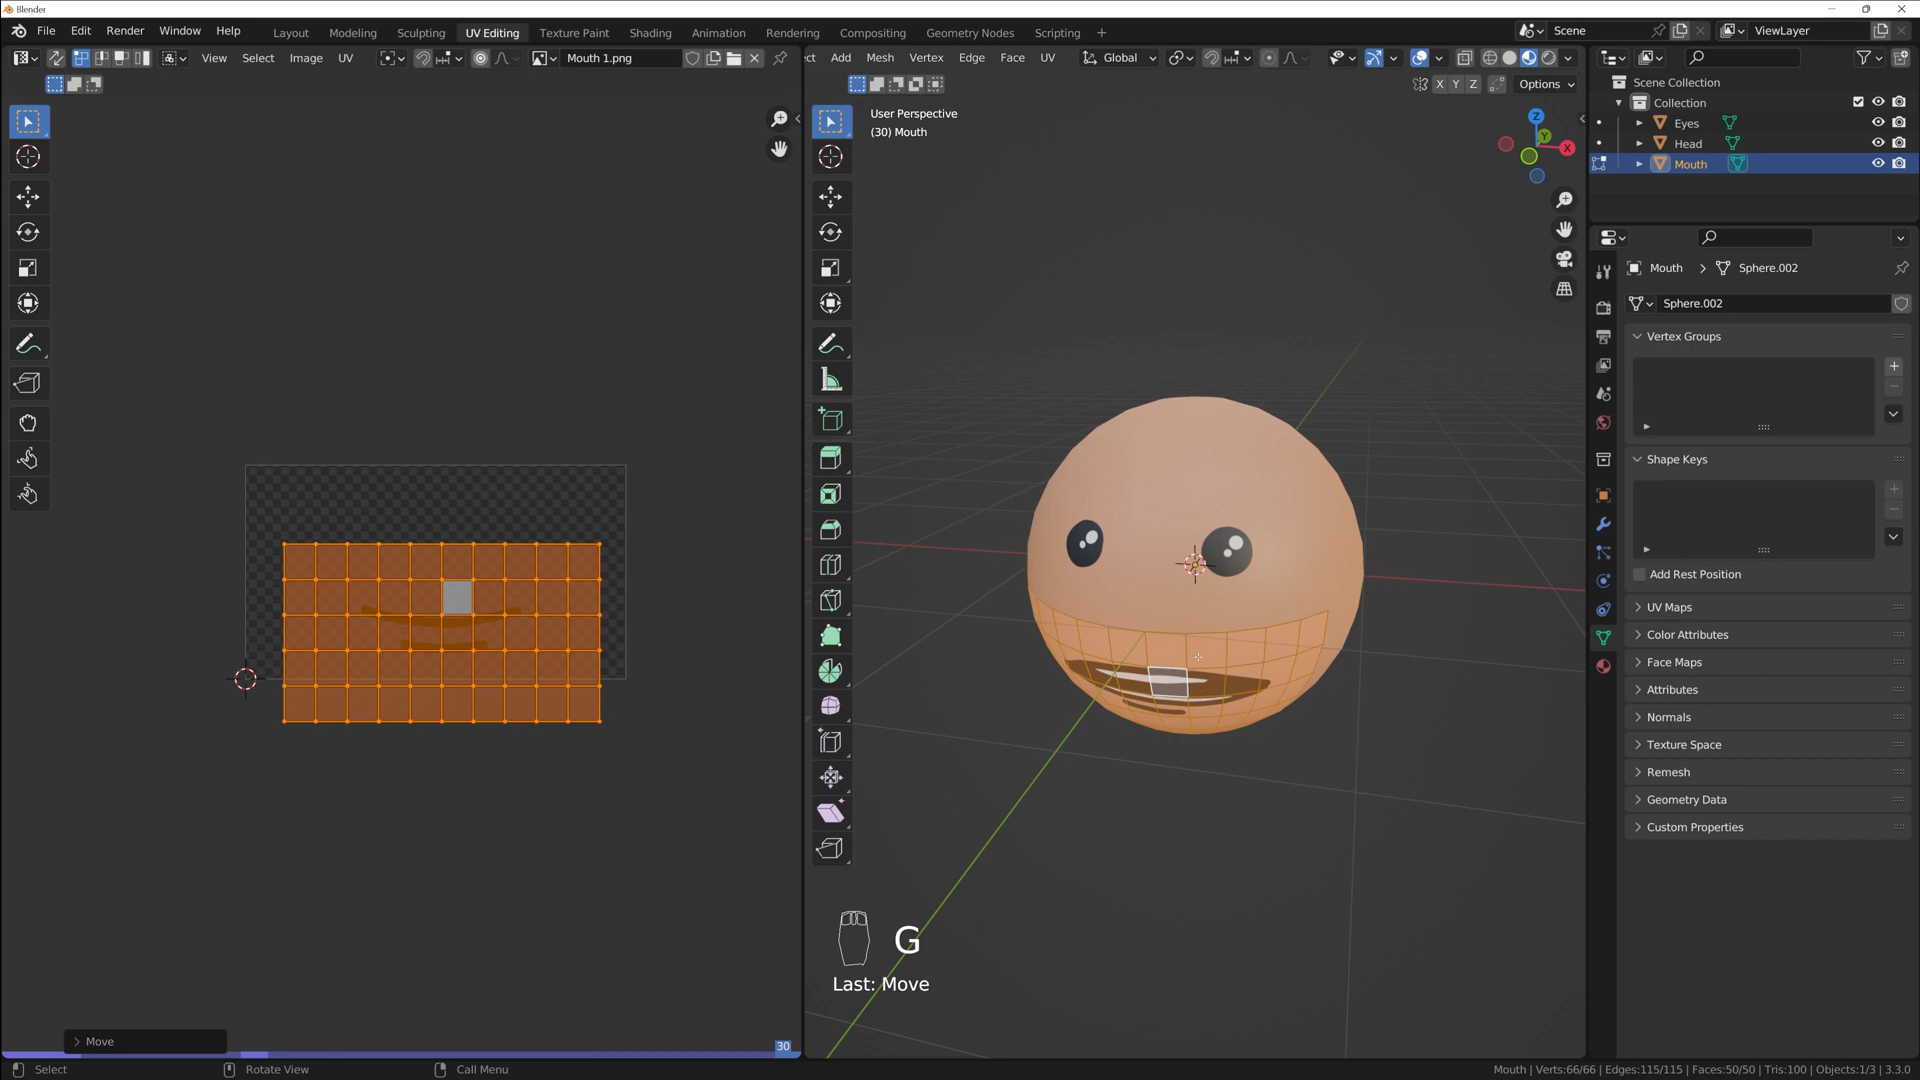 Blender
File Edit Render Window Help
Layout Modeling Sculpting UV Editing Texture Paint Shading Animation Rendering Compositing Geometry Nodes Scripting +
Scene
ViewLayer
View Select Image UV
Mouth 1.png
ct Add Mesh Vertex Edge Face UV
Global
X Y Z
Options
User Perspective
(30) Mouth
Z
Y
X
Scene Collection
Collection
Eyes
Head
Mouth
Mouth > Sphere.002
Sphere.002
Vertex Groups
Shape Keys
Add Rest Position
UV Maps
Color Attributes
Face Maps
Attributes
Normals
Texture Space
Remesh
Geometry Data
Custom Properties
G
Last: Move
> Move
30
Select Rotate View Call Menu
Mouth | Verts:66/66 | Edges:115/115 | Faces:50/50 | Tris:100 | Objects:1/3 | 3.3.0